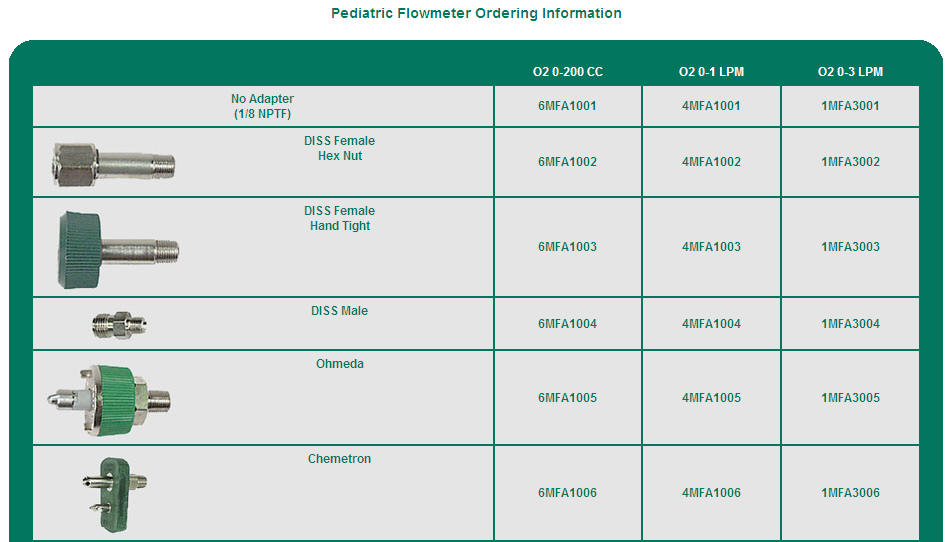 Pediatric Flowmeter Ordering Information
O2 0-200 CC O2 0-1 LPM O2 0-3 LPM
No Adapter
(1/8 NPTF)
6MFA1001 4MFA1001 1MFA3001
DISS Female
Hex Nut
6MFA1002 4MFA1002 1MFA3002
DISS Female
Hand Tight
6MFA1003 4MFA1003 1MFA3003
DISS Male
6MFA1004 4MFA1004 1MFA3004
Ohmeda
6MFA1005 4MFA1005 1MFA3005
Chemetron
6MFA1006 4MFA1006 1MFA3006